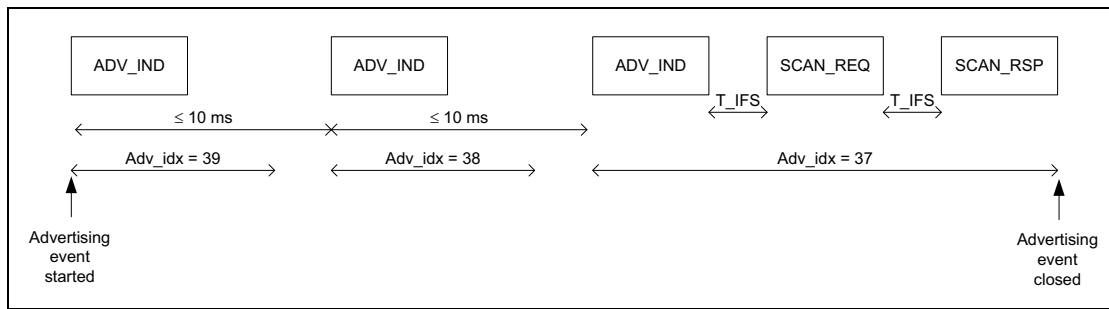 ADV_IND
ADV_IND
ADV_IND
SCAN_REQ
SCAN_RSP
T_IFS
T_IFS
≤ 10 ms
≤ 10 ms
Adv_idx = 39
Adv_idx = 38
Adv_idx = 37
Advertising
event
started
Advertising
event
closed